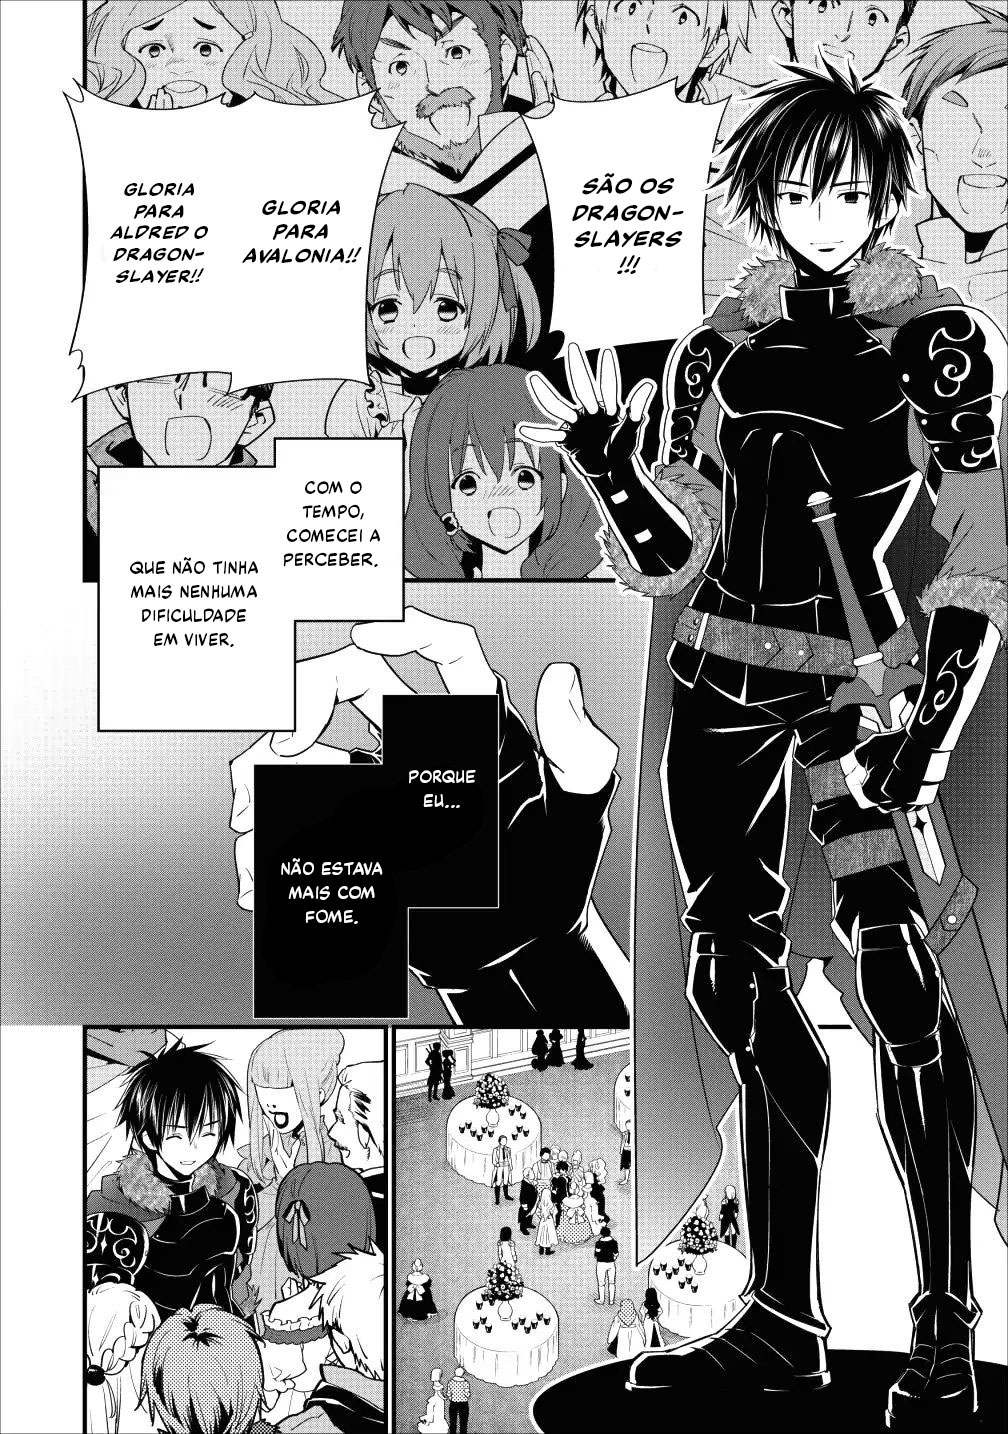 SÃO OS
DRAGON-
SLAYERS
!!!
GLORIA
PARA
AVALONIA!!
GLORIA
PARA
ALDRED O
DRAGON-
SLAYER!!
COM O
TEMPO,
COMECEI A
PERCEBER.
QUE NÃO TINHA
MAIS NENHUMA
DIFICULDADE
EM VIVER.
PORQUE
EU...
NÃO ESTAVA
MAIS COM
FOME.